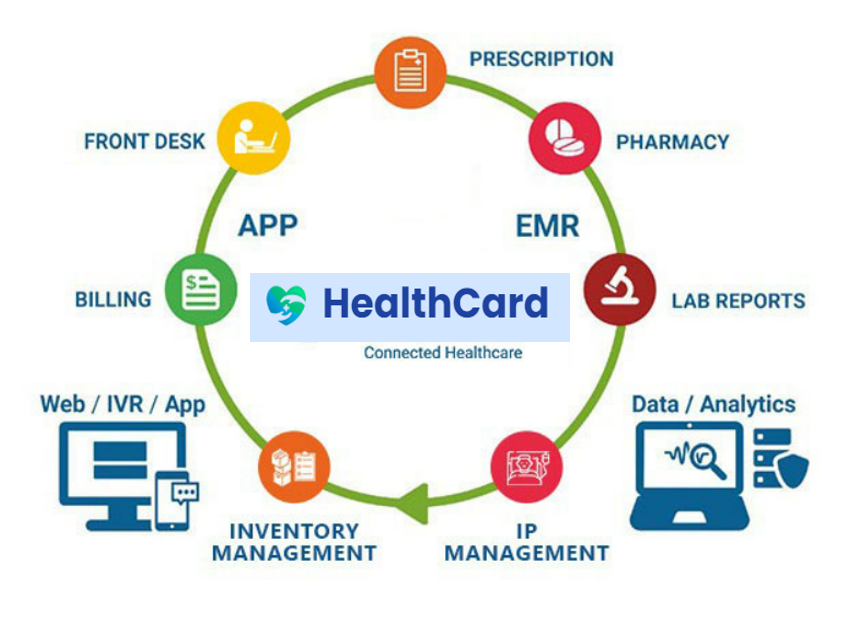 PRESCRIPTION
FRONT DESK
PHARMACY
APP
EMR
BILLING
$
HealthCard
LAB REPORTS
Connected Healthcare
Web / IVR / App
Data / Analytics
INVENTORY
MANAGEMENT
IP
MANAGEMENT